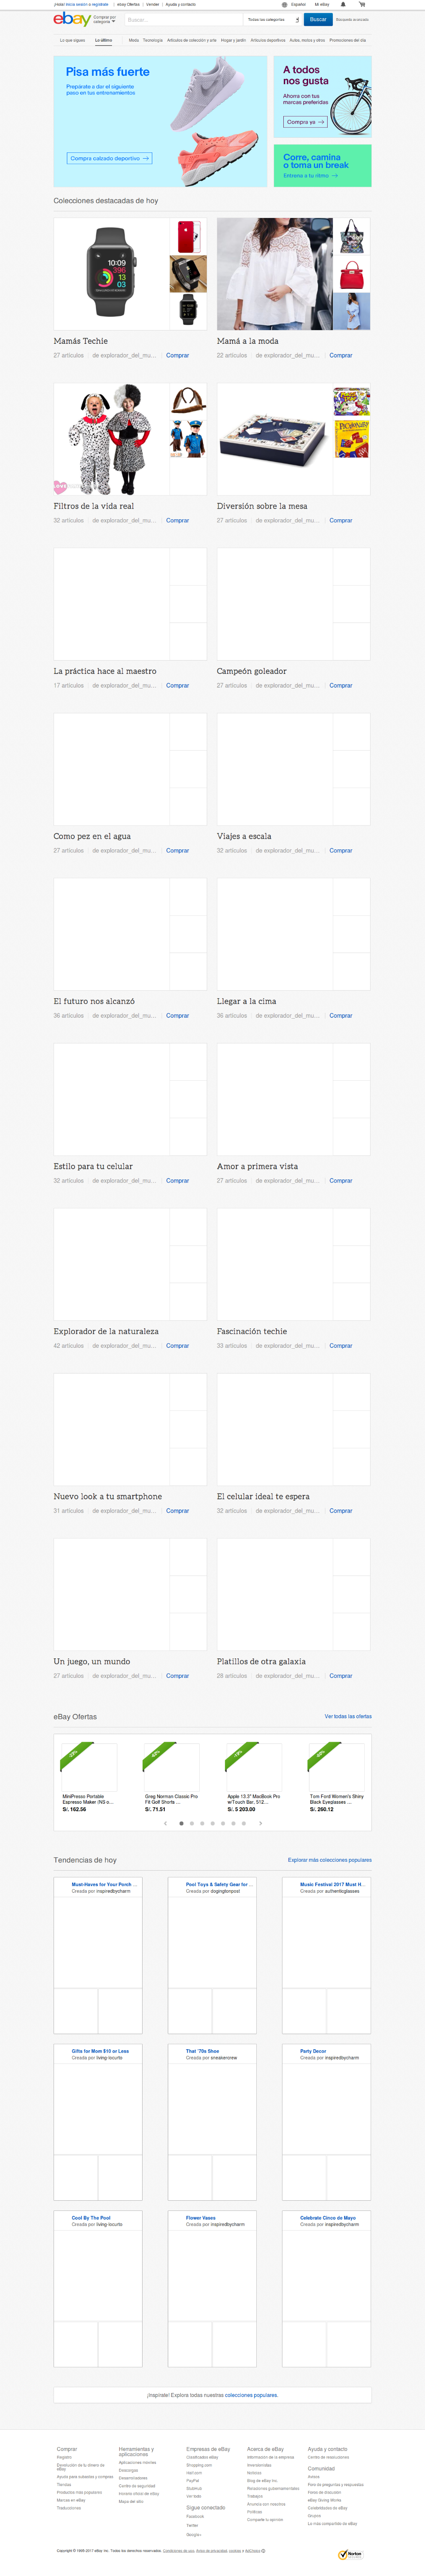 ¡Hola! Inicia sesión o regístrate
ebay Ofertas
Vender
Ayuda y contacto
Español
Mi eBay
ebay
Comprar por categoría
Buscar...
Todas las categorías
Buscar
Búsqueda avanzada
Lo que sigues
Lo último
Moda
Tecnología
Artículos de colección y arte
Hogar y jardín
Artículos deportivos
Autos, motos y otros
Promociones del día
Pisa más fuerte
Prepárate a dar el siguiente
paso en tus entrenamientos
Compra calzado deportivo
A todos
nos gusta
Ahorra con tus
marcas preferidas
Compra ya
Corre, camina
o toma un break
Entrena a tu ritmo
Colecciones destacadas de hoy
10:09
396
13
03
Mamás Techie
27 artículos
de explorador_del_mu...
Comprar
Mamá a la moda
22 artículos
de explorador_del_mu...
Comprar
Filtros de la vida real
32 artículos
de explorador_del_mu...
Comprar
Diversión sobre la mesa
27 artículos
de explorador_del_mu...
Comprar
La práctica hace al maestro
17 artículos
de explorador_del_mu...
Comprar
Campeón goleador
27 artículos
de explorador_del_mu...
Comprar
Como pez en el agua
27 artículos
de explorador_del_mu...
Comprar
Viajes a escala
32 artículos
de explorador_del_mu...
Comprar
El futuro nos alcanzó
36 artículos
de explorador_del_mu...
Comprar
Llegar a la cima
36 artículos
de explorador_del_mu...
Comprar
Estilo para tu celular
32 artículos
de explorador_del_mu...
Comprar
Amor a primera vista
27 artículos
de explorador_del_mu...
Comprar
Explorador de la naturaleza
42 artículos
de explorador_del_mu...
Comprar
Fascinación techie
33 artículos
de explorador_del_mu...
Comprar
Nuevo look a tu smartphone
31 artículos
de explorador_del_mu...
Comprar
El celular ideal te espera
32 artículos
de explorador_del_mu...
Comprar
Un juego, un mundo
27 artículos
de explorador_del_mu...
Comprar
Platillos de otra galaxia
29 artículos
de explorador_del_mu...
Comprar
eBay Ofertas
Ver todas las ofertas
MiniPresso Portable
Espresso Maker (NS o...
S/. 162.56
Greg Norman Classic Pro
Fit Golf Shorts ...
S/. 71.51
Apple 13.3" MacBook Pro
w/Touch Bar, 512...
S/. 5 203.00
Tom Ford Women's Shiny
Black Eyeglasses ...
S/. 260.12
Tendencias de hoy
Explorar más colecciones populares
Must-Haves for Your Porch ...
Creada por inspiredbycharm
Pool Toys & Safety Gear for ...
Creada por dogingtonpost
Music Festival 2017 Must H...
Creada por authenticglasses
Gifts for Mom $10 or Less
Creada por living-locurto
That '70s Shoe
Creada por sneakercrew
Party Decor
Creada por inspiredbycharm
Cool By The Pool
Creada por living-locurto
Flower Vases
Creada por inspiredbycharm
Celebrate Cinco de Mayo
Creada por inspiredbycharm
¡Inspírate! Explora todas nuestras colecciones populares.
Comprar
Registro
Devolución de tu dinero de eBay
Ayuda para subastas y compras
Tiendas
Productos más populares
Marcas en eBay
Traducciones
Herramientas y aplicaciones
Aplicaciones móviles
Descargas
Desarrolladores
Centro de seguridad
Horario oficial de eBay
Mapa del sitio
Empresas de eBay
Clasificados eBay
Shopping.com
Half.com
PayPal
StubHub
Ver todo
Sigue conectado
Facebook
Twitter
Google+
Acerca de eBay
Información de la empresa
Inversionistas
Noticias
Blog de eBay Inc.
Relaciones gubernamentales
Trabajos
Anuncia con nosotros
Políticas
Comparte tu opinión
Ayuda y contacto
Centro de resoluciones
Comunidad
Avisos
Foro de preguntas y respuestas
Foros de discusión
eBay Giving Works
Celebridades de eBay
Grupos
Lo más compartido de eBay
Copyright © 1995-2017 eBay Inc. Todos los derechos reservados. Condiciones de uso, Aviso de privacidad, cookies y AdChoice
Norton